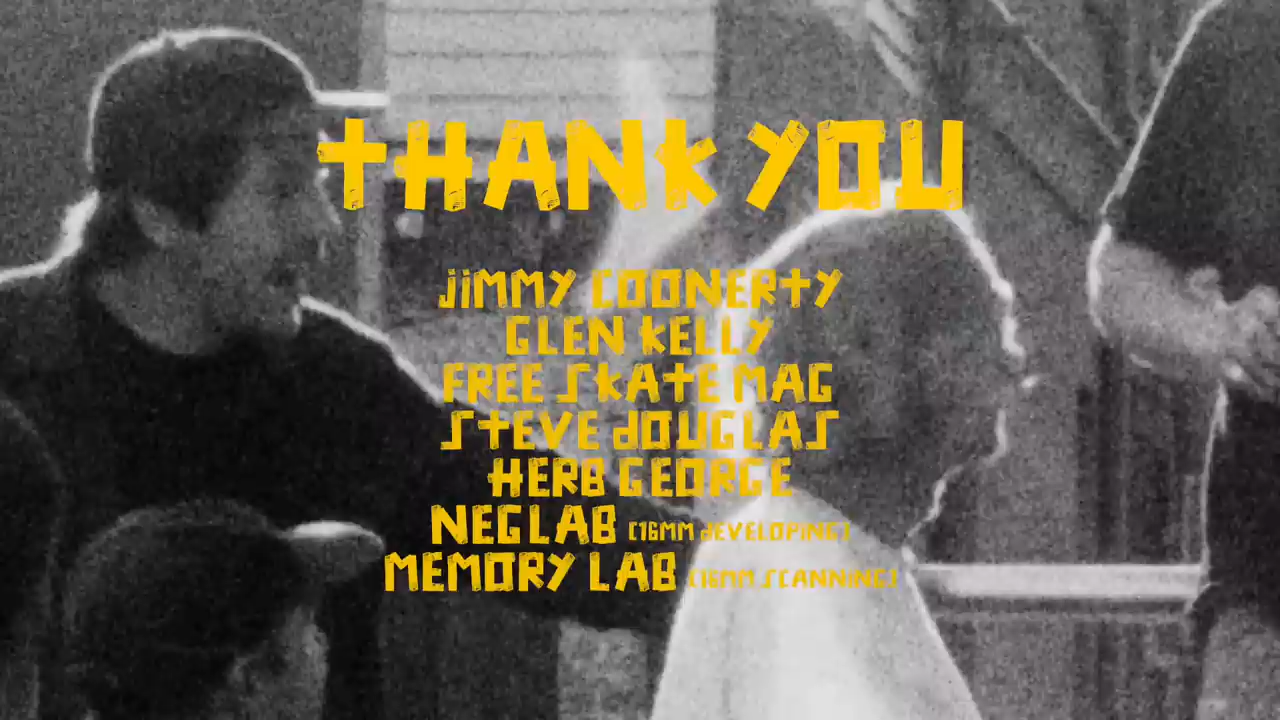 THANK YOU
JIMMY COONERTY
GLEN KELLY
FREE SKATE MAG
STEVE DOUGLAS
HERB GEORGE
NEGLAB [16MM DEVELOPING]
MEMORY LAB [16MM SCANNING]